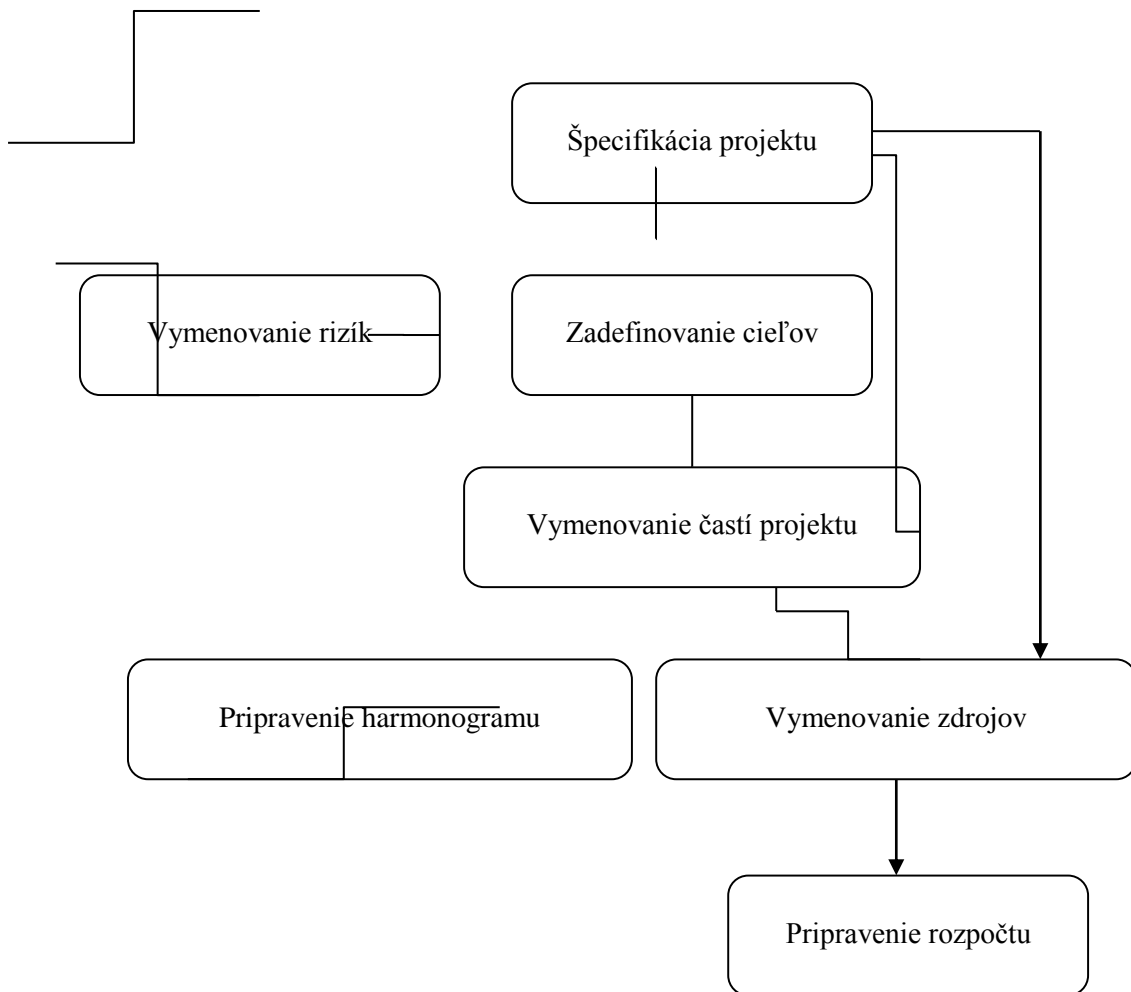 Špecifikácia projektu
Vymenovanie rizík
Zadefinovanie cieľov
Vymenovanie častí projektu
Pripravenie harmonogramu
Vymenovanie zdrojov
Pripravenie rozpočtu